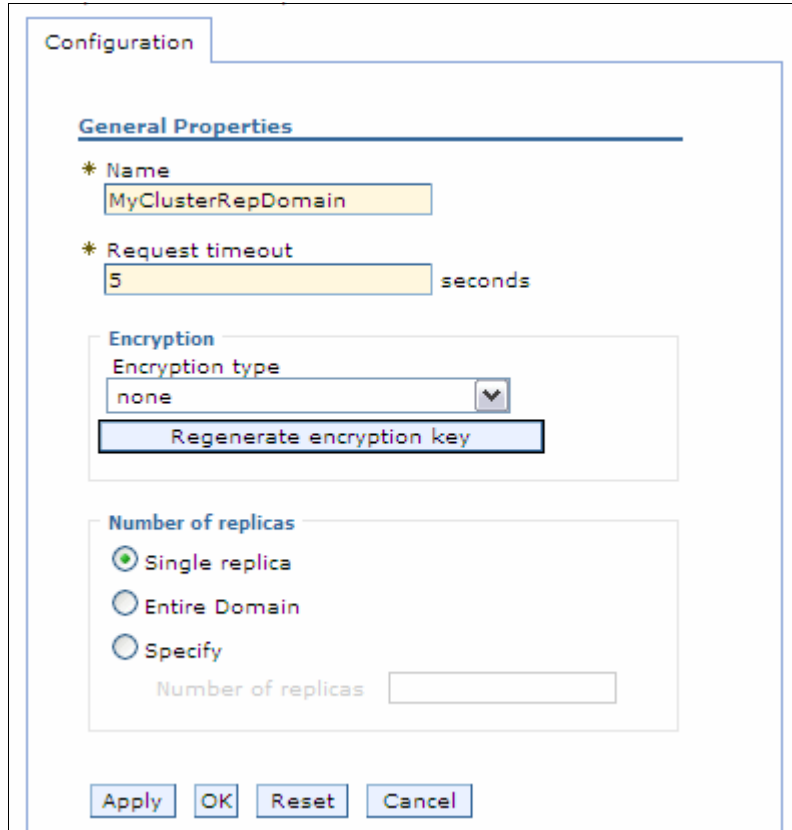 Configuration
General Properties
* Name
MyClusterRepDomain
* Request timeout
5 seconds
Encryption
Encryption type
none
Regenerate encryption key
Number of replicas
Single replica
Entire Domain
Specify
Number of replicas
Apply OK Reset Cancel